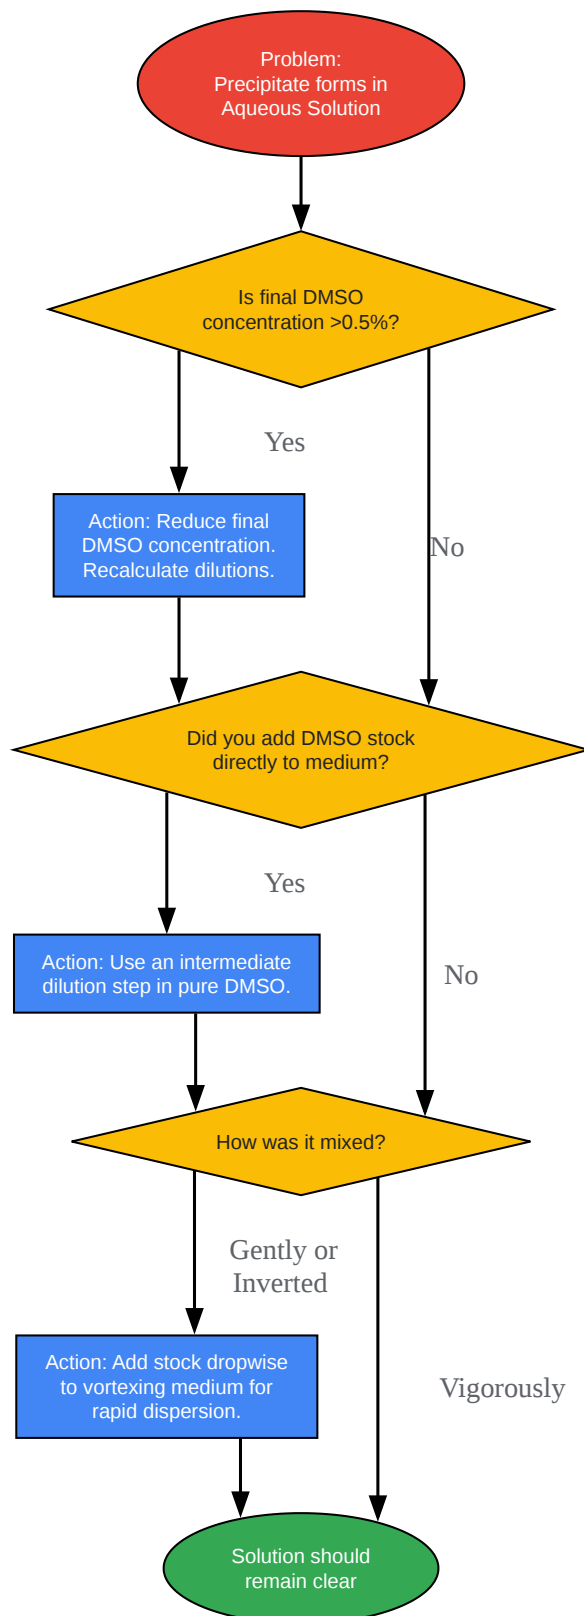 Problem:
Precipitate forms in
Aqueous Solution
Is final DMSO
concentration >0.5%?
Yes
Action: Reduce final
DMSO concentration.
Recalculate dilutions.
No
Did you add DMSO stock
directly to medium?
Yes
Action: Use an intermediate
dilution step in pure DMSO.
No
How was it mixed?
Gently or
Inverted
Action: Add stock dropwise
to vortexing medium for
rapid dispersion.
Vigorously
Solution should
remain clear